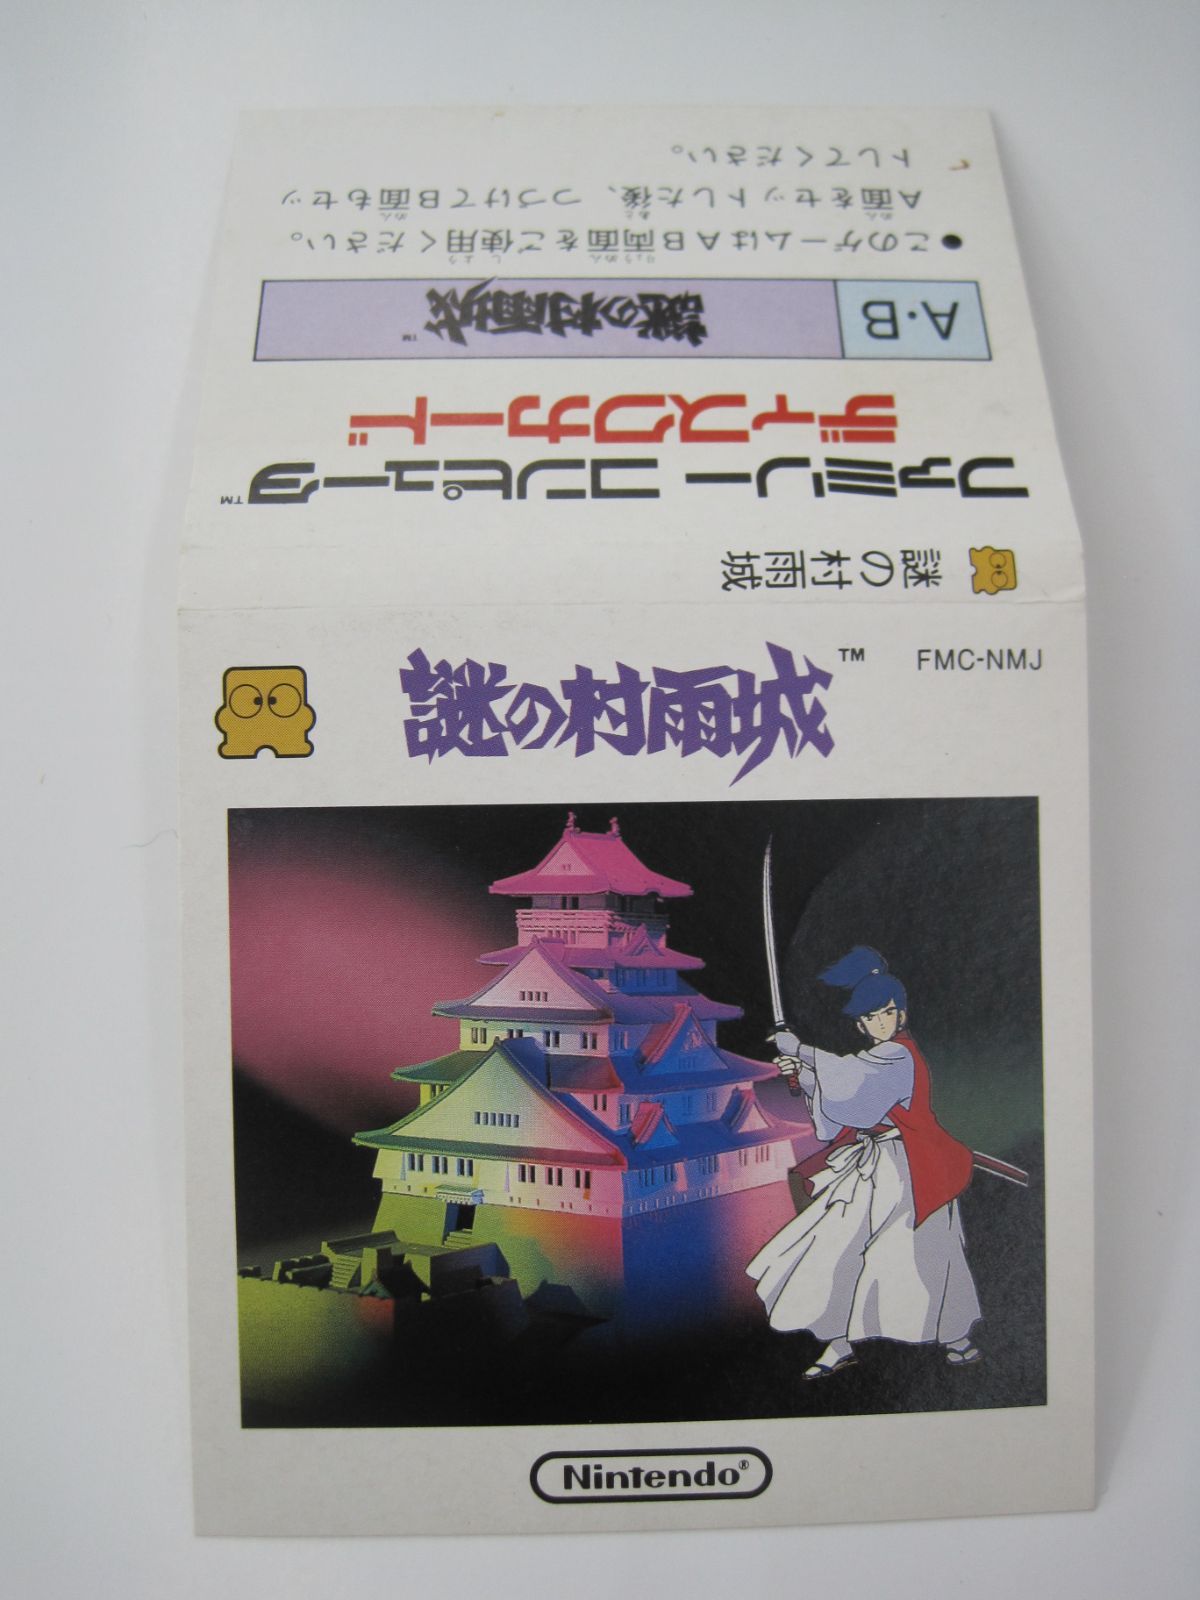 トしてください。
A面をセットした後、つづけてB面もセッ
●このゲームはAB両面をご使用ください。
A・B 謎の村雨城™
ディスクカード
ファミリーコンピュータ™
謎の村雨城
謎の村雨城™
FMC-NMJ
Nintendo®